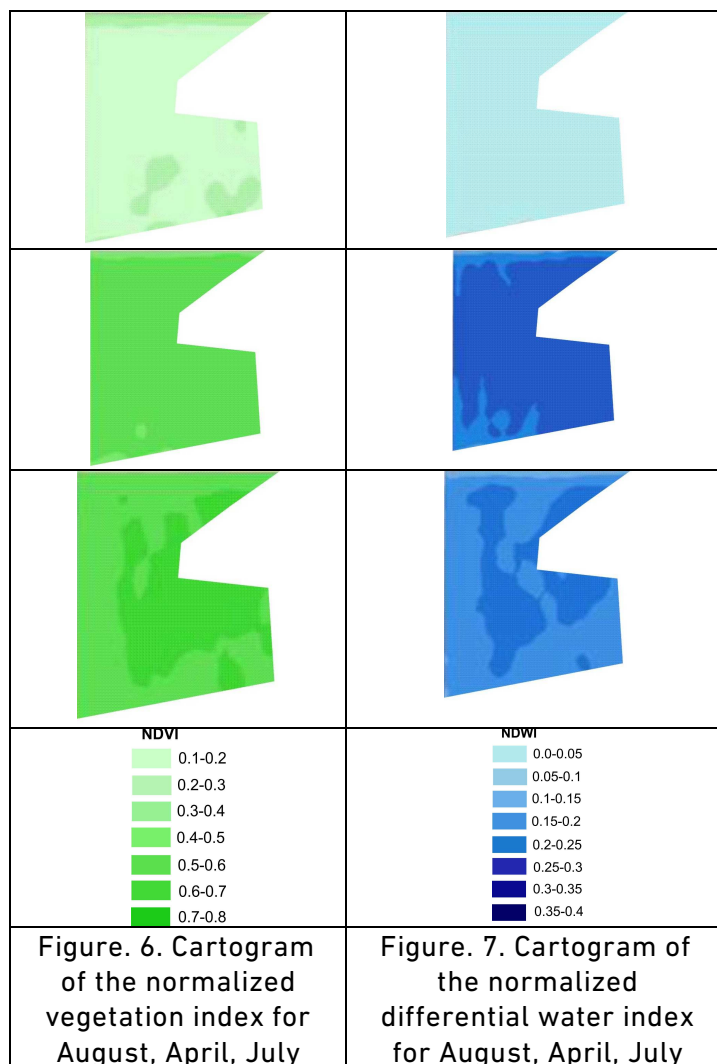 NDVI
0.1-0.2
0.2-0.3
0.3-0.4
0.4-0.5
0.5-0.6
0.6-0.7
0.7-0.8
NDWI
0.0-0.05
0.05-0.1
0.1-0.15
0.15-0.2
0.2-0.25
0.25-0.3
0.3-0.35
0.35-0.4
Figure. 6. Cartogram
of the normalized
vegetation index for
August, April, July
Figure. 7. Cartogram of
the normalized
differential water index
for August, April, July